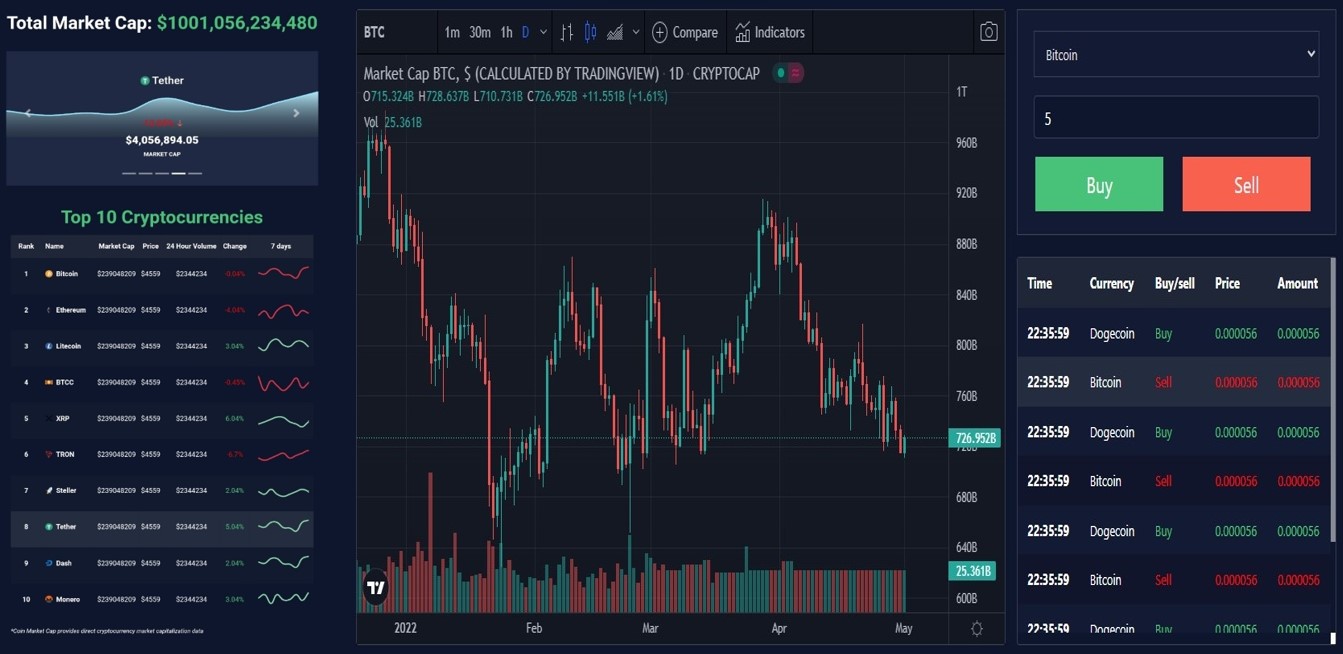 Total Market Cap: $1001,056,234,480
Tether
$4,056,894.05
MARKET CAP
Top 10 Cryptocurrencies
Rank Name Market Cap Price 24 Hour Volume Change 7 days
1 Bitcoin $239048209 $4559 $2344234 -0.04%
2 Ethereum $239048209 $4559 $2344234 -4.04%
3 Litecoin $239048209 $4559 $2344234 3.04%
4 BTCC $239048209 $4559 $2344234 -0.45%
5 XRP $239048209 $4559 $2344234 6.04%
6 TRON $239048209 $4559 $2344234 -6.7%
7 Steller $239048209 $4559 $2344234 2.04%
8 Tether $239048209 $4559 $2344234 5.04%
9 Dash $239048209 $4559 $2344234 2.04%
10 Monero $239048209 $4559 $2344234 3.04%
*Coin Market Cap provides direct cryptocurrency market capitalization data
BTC 1m 30m 1h D Compare Indicators
Market Cap BTC, $ (CALCULATED BY TRADINGVIEW) · 1D · CRYPTOCAP
O715.324B H728.637B L710.731B C726.952B +11.551B (+1.61%)
Vol 25.361B
1T
960B
920B
880B
840B
800B
760B
726.952B
720B
680B
640B
25.361B
600B
2022 Feb Mar Apr May
Bitcoin
5
Buy Sell
Time Currency Buy/sell Price Amount
22:35:59 Dogecoin Buy 0.000056 0.000056
22:35:59 Bitcoin Sell 0.000056 0.000056
22:35:59 Dogecoin Buy 0.000056 0.000056
22:35:59 Bitcoin Sell 0.000056 0.000056
22:35:59 Dogecoin Buy 0.000056 0.000056
22:35:59 Bitcoin Sell 0.000056 0.000056
22:35:59 Dogecoin Buy 0.000056 0.000056